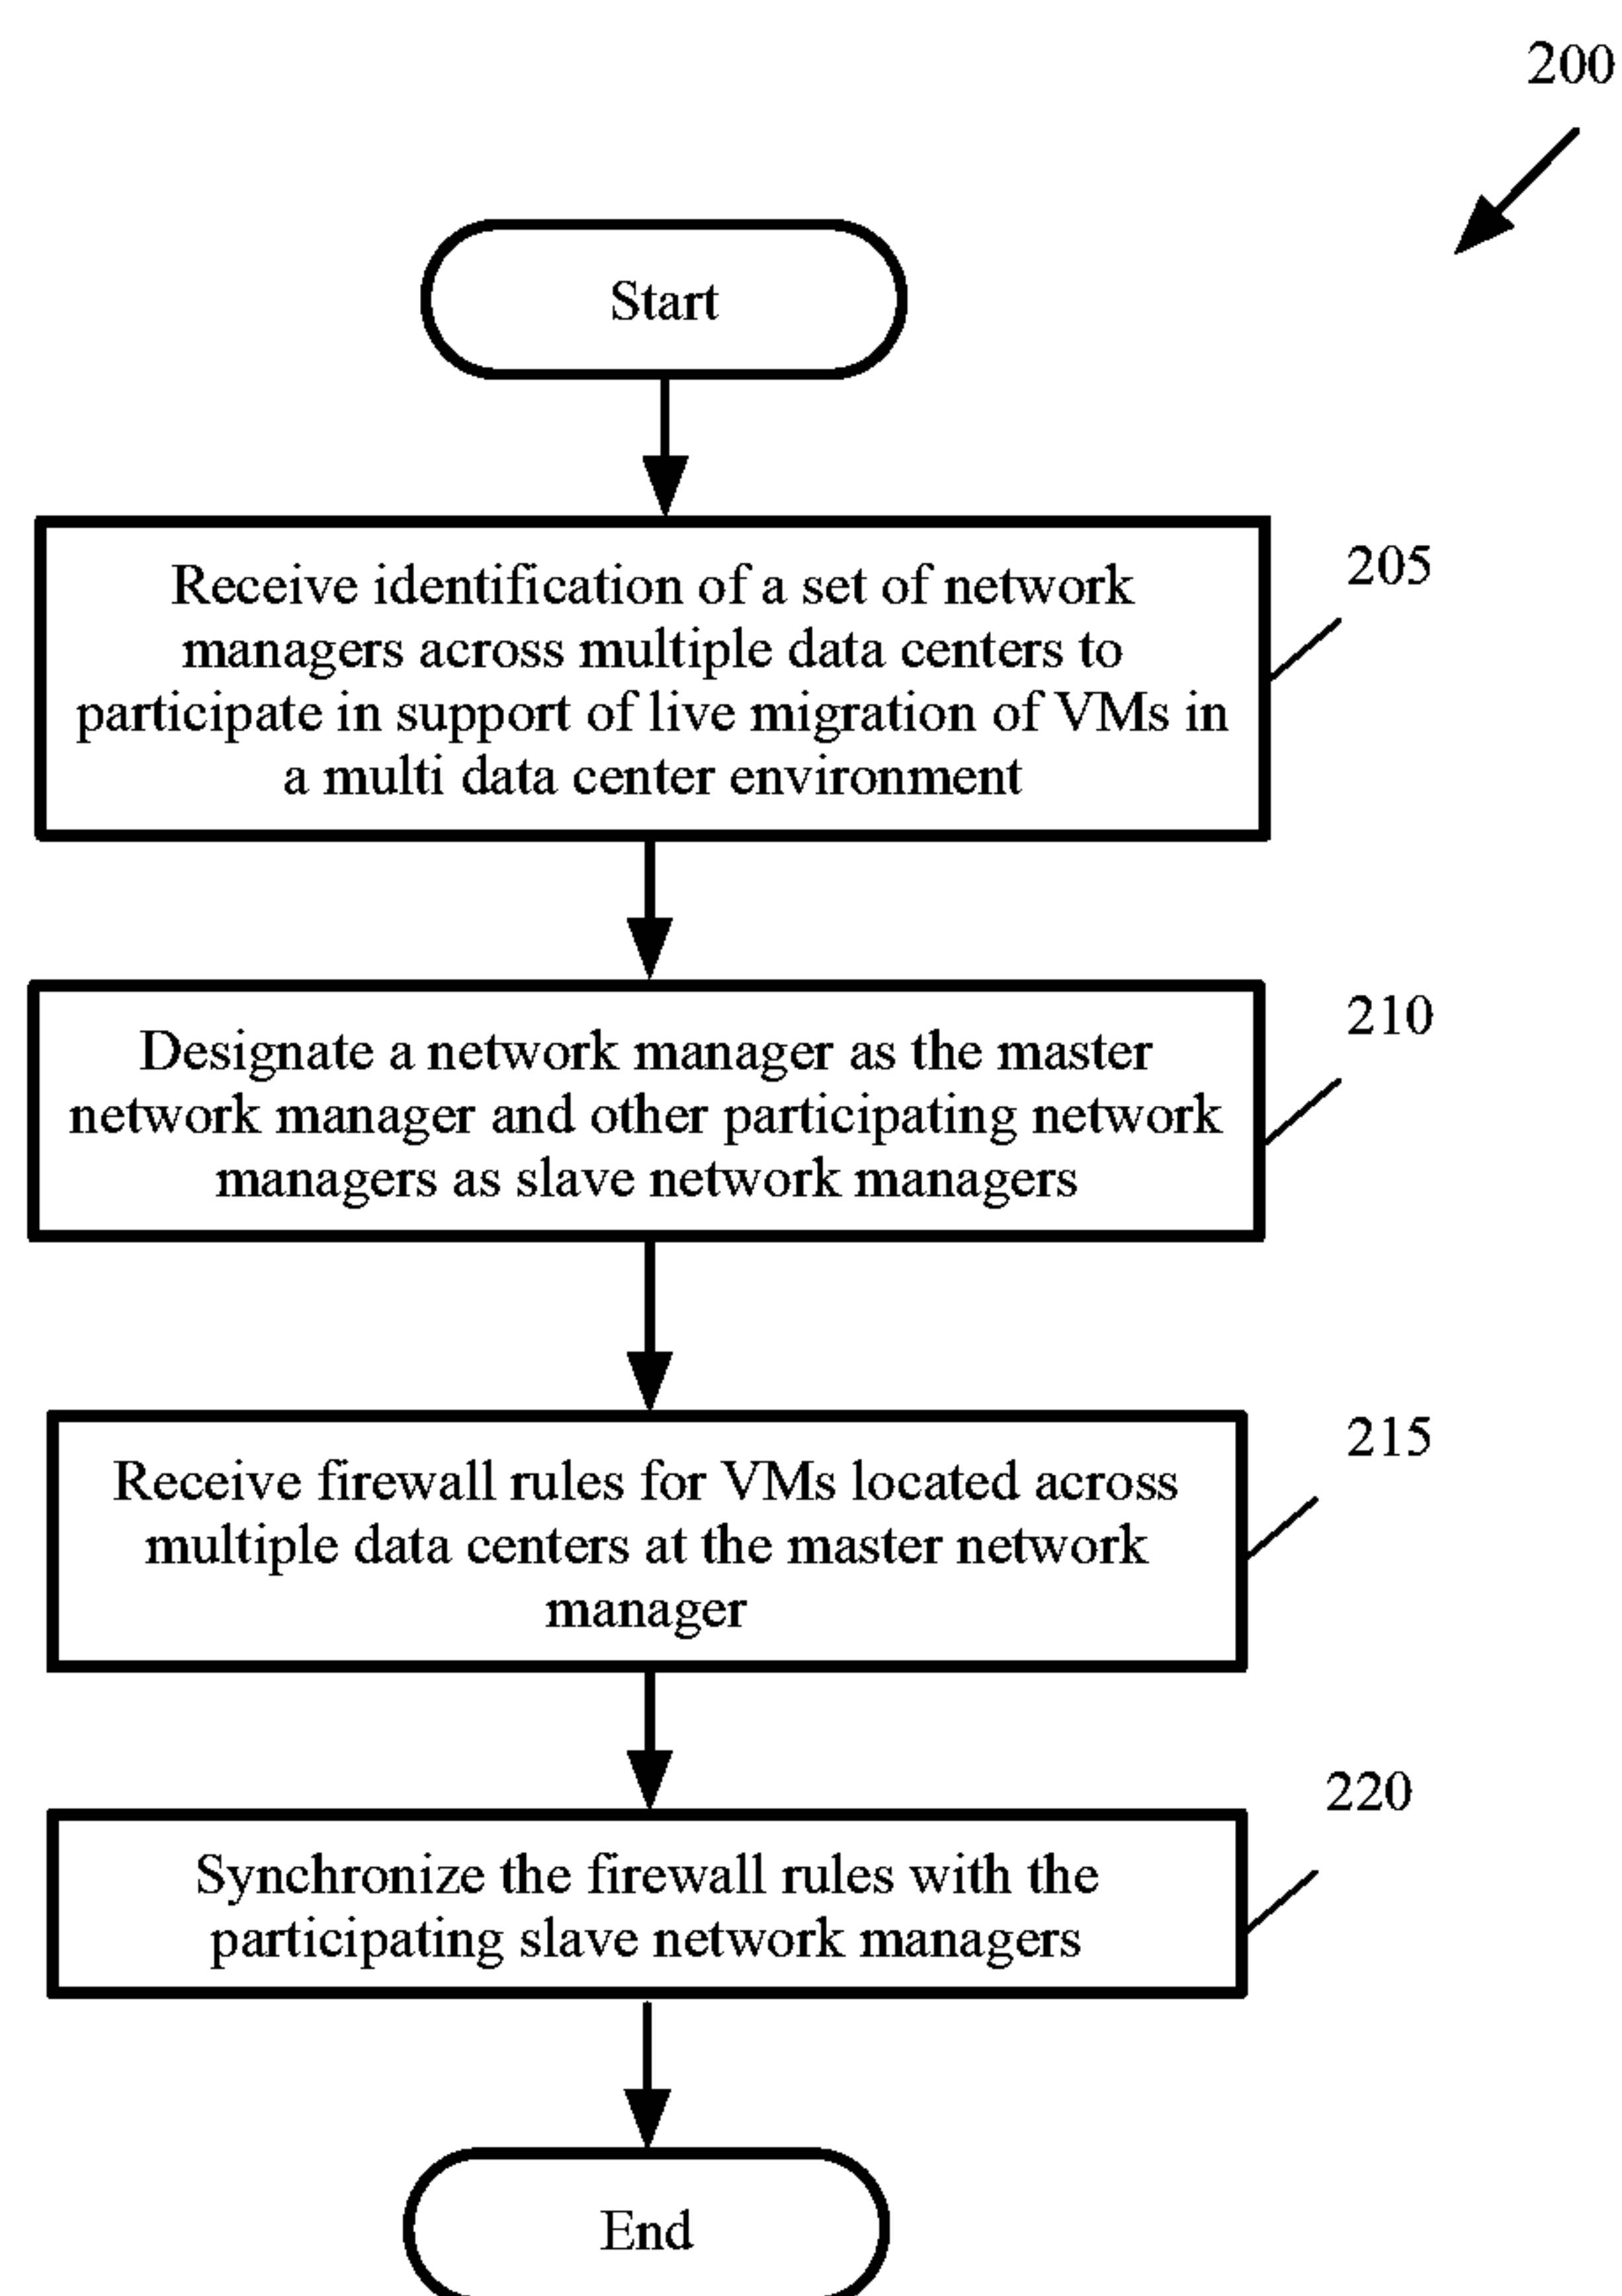 200
Start
Receive identification of a set of network
managers across multiple data centers to
participate in support of live migration of VMs in
a multi data center environment
205
Designate a network manager as the master
network manager and other participating network
managers as slave network managers
210
Receive firewall rules for VMs located across
multiple data centers at the master network
manager
215
Synchronize the firewall rules with the
participating slave network managers
220
End